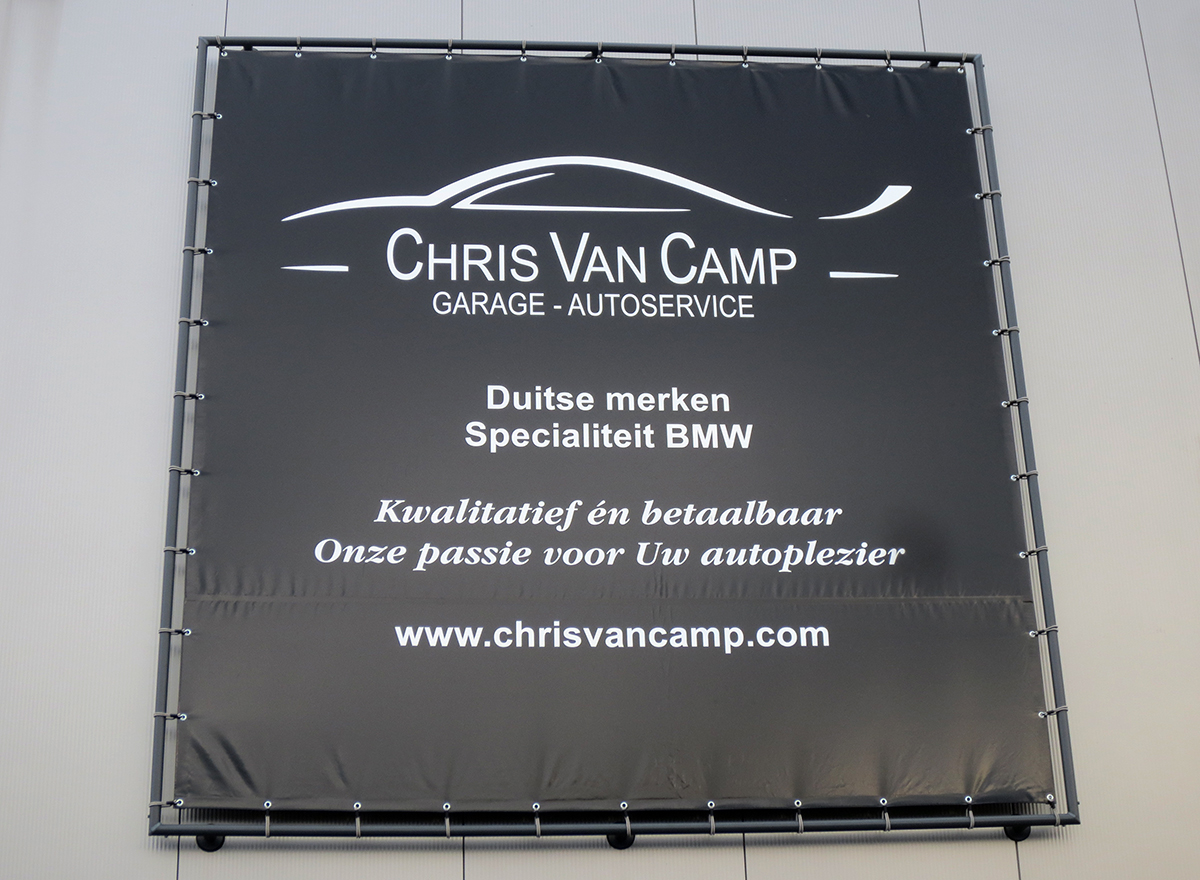 CHRIS VAN CAMP
GARAGE - AUTOSERVICE
Duitse merken
Specialiteit BMW
Kwalitatief én betaalbaar
Onze passie voor Uw autoplezier
www.chrisvancamp.com